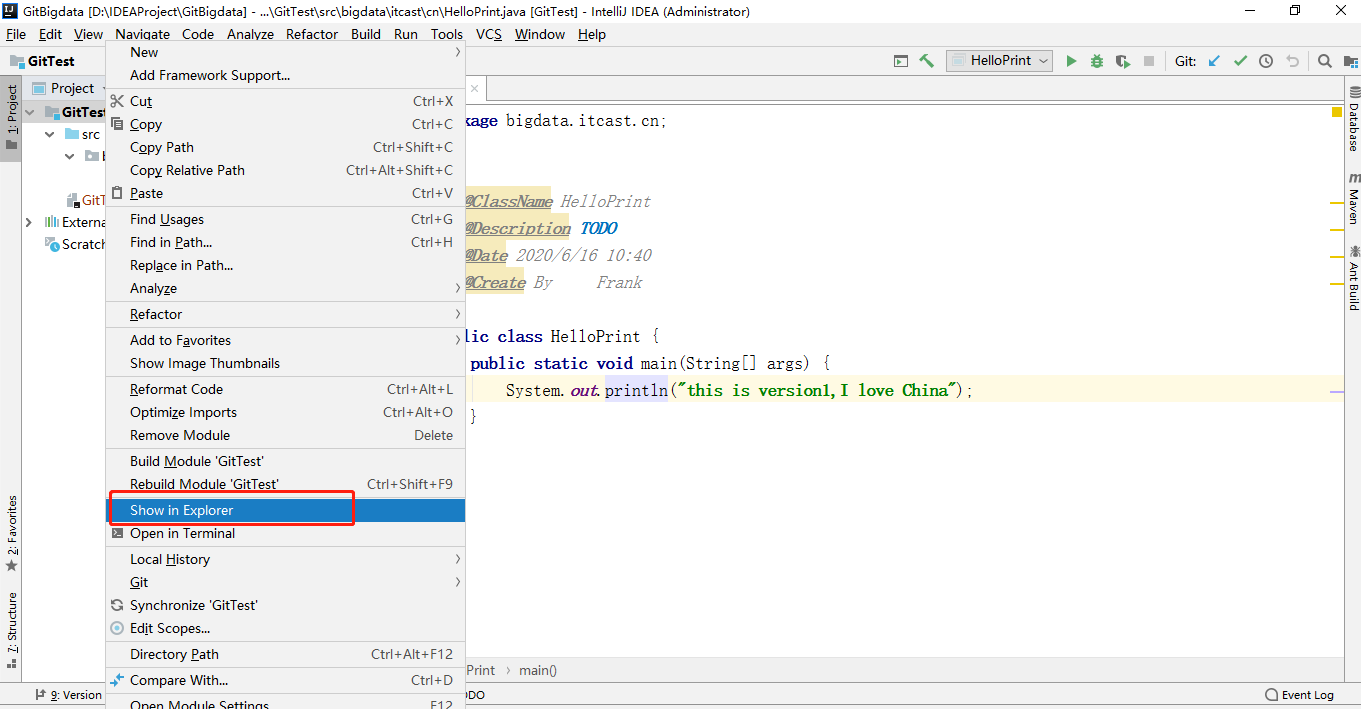 GitBigdata [D:\IDEAProject\GitBigdata] - ...\GitTest\src\bigdata\itcast\cn\HelloPrint.java [GitTest] - IntelliJ IDEA (Administrator)
File Edit View Navigate Code Analyze Refactor Build Run Tools VCS Window Help
GitTest
HelloPrint
Git:
1: Project
2: Favorites
7: Structure
Project
GitTest
src
b
GitT
Externa
Scratch
New
Add Framework Support...
Cut Ctrl+X
Copy Ctrl+C
Copy Path Ctrl+Shift+C
Copy Relative Path Ctrl+Alt+Shift+C
Paste Ctrl+V
Find Usages Ctrl+G
Find in Path... Ctrl+H
Replace in Path...
Analyze
Refactor
Add to Favorites
Show Image Thumbnails
Reformat Code Ctrl+Alt+L
Optimize Imports Ctrl+Alt+O
Remove Module Delete
Build Module 'GitTest'
Rebuild Module 'GitTest' Ctrl+Shift+F9
Show in Explorer
Open in Terminal
Local History
Git
Synchronize 'GitTest'
Edit Scopes...
Directory Path Ctrl+Alt+F12
Compare With... Ctrl+D
Open Module Settings F12
kage bigdata.itcast.cn;
@ClassName HelloPrint
@Description TODO
@Date 2020/6/16 10:40
@Create By Frank
lic class HelloPrint {
public static void main(String[] args) {
System.out.println("this is version1,I love China");
}
Print › main()
Database
Maven
Ant Build
9: Version
ODO
Event Log